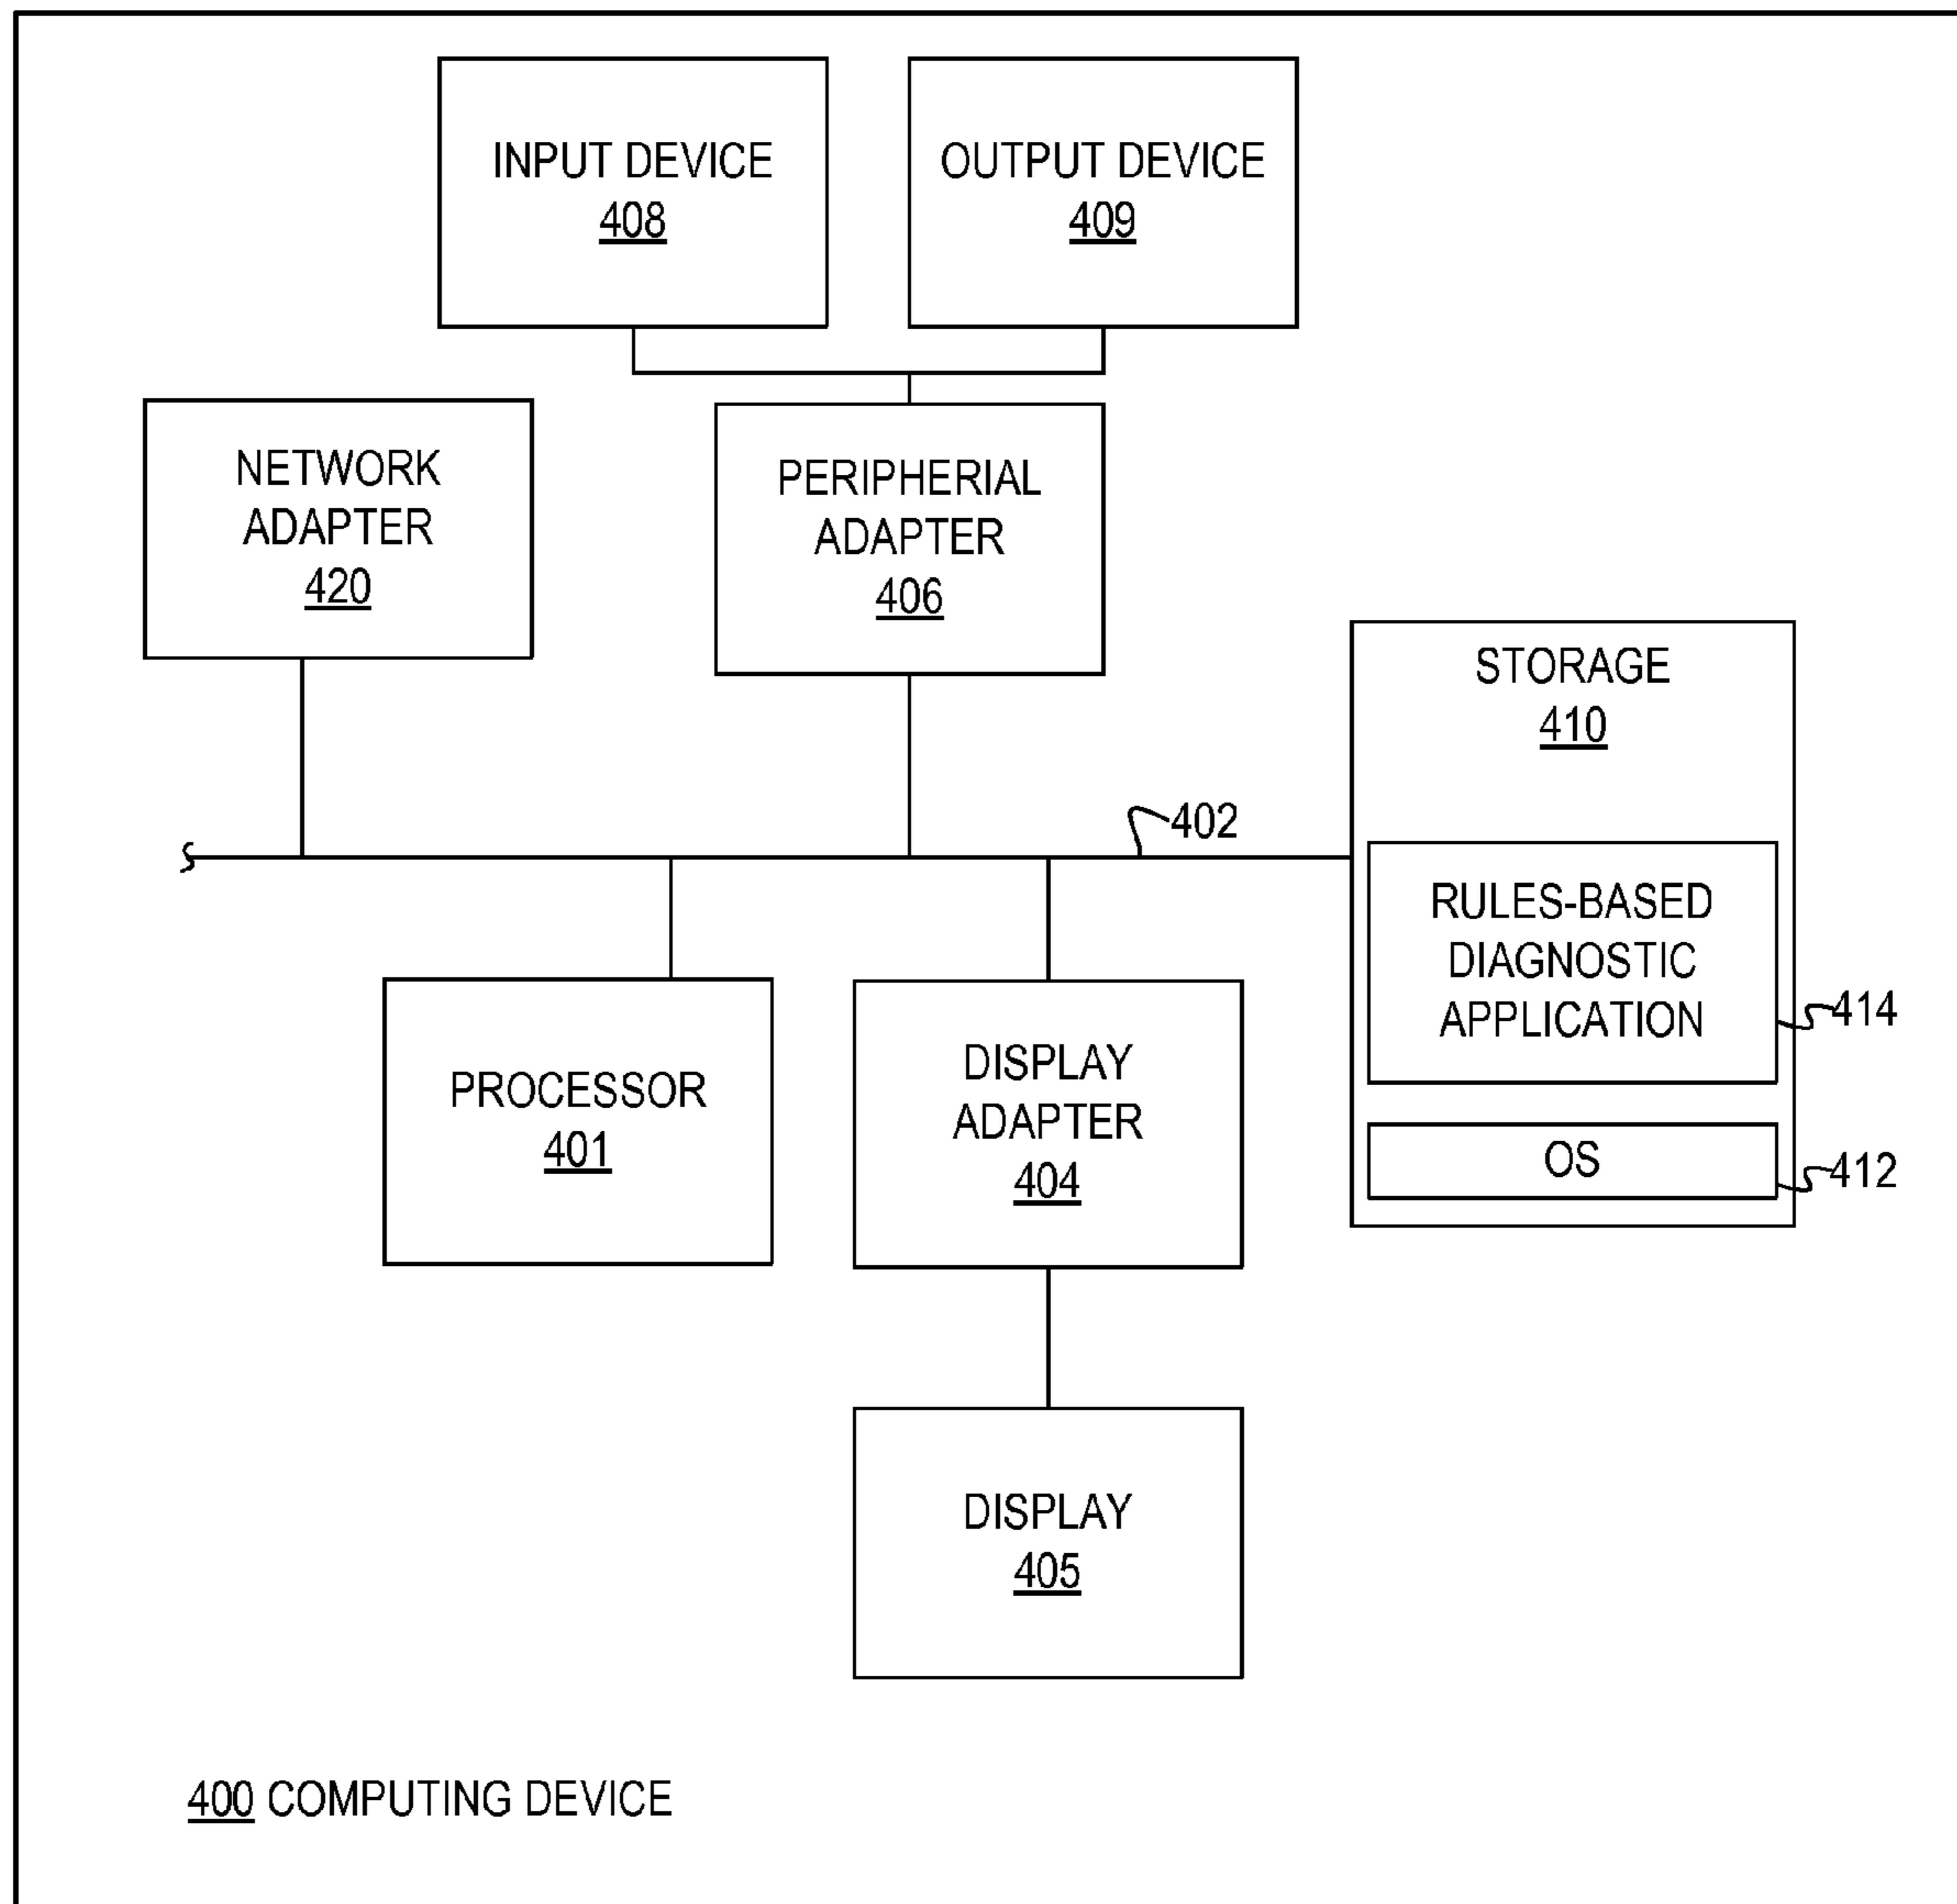 INPUT DEVICE
408
OUTPUT DEVICE
409
NETWORK
ADAPTER
420
PERIPHERIAL
ADAPTER
406
STORAGE
410
402
RULES-BASED
DIAGNOSTIC
APPLICATION
414
PROCESSOR
401
DISPLAY
ADAPTER
404
OS
412
DISPLAY
405
400 COMPUTING DEVICE